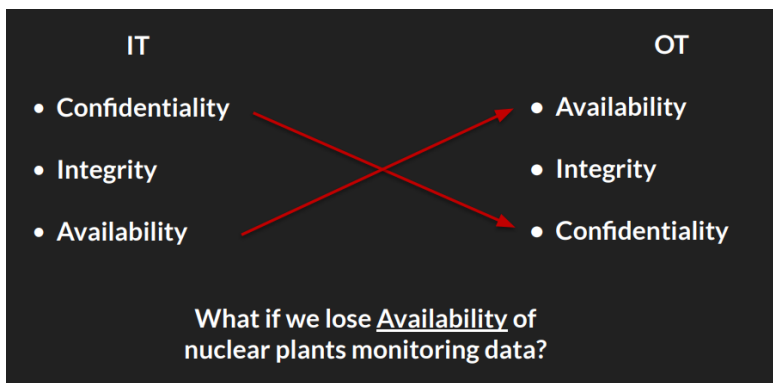 IT
• Confidentiality
• Integrity
• Availability
OT
• Availability
• Integrity
• Confidentiality
What if we lose Availability of
nuclear plants monitoring data?